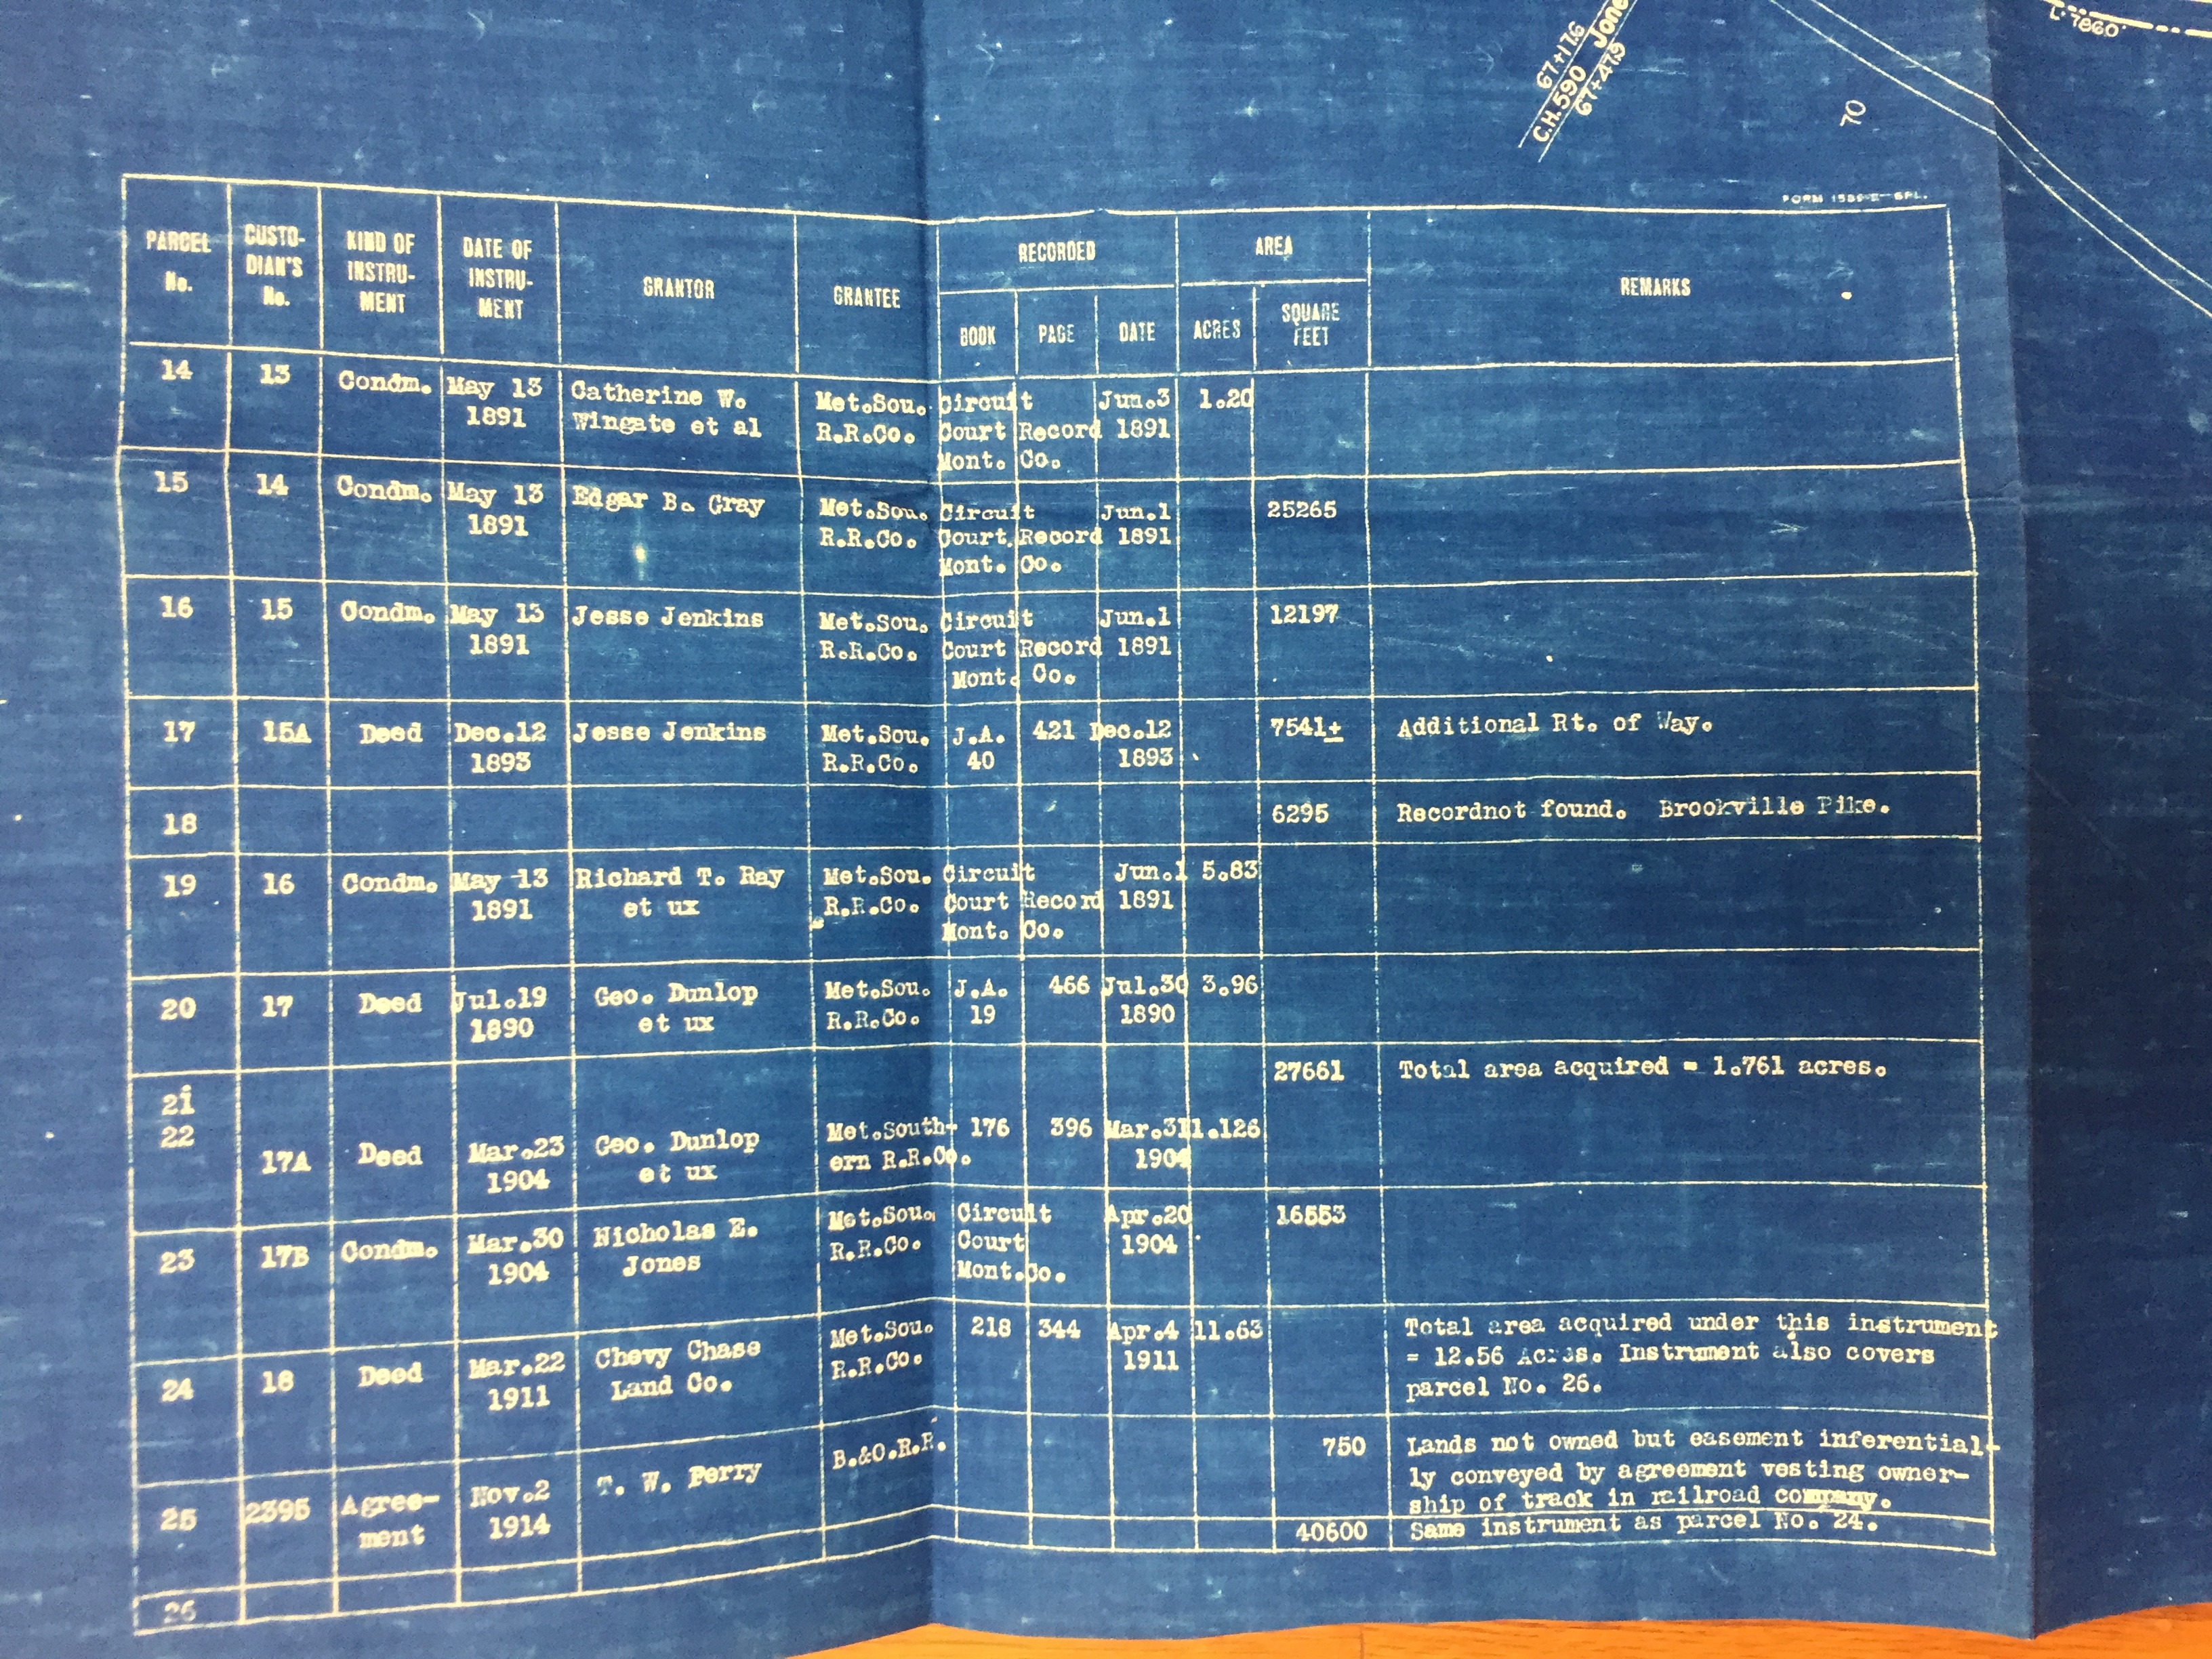 67+17.6
C.H.590 Jone
67+47.9
70
L·7860'
FORM 1586-E—SPL.
PARCEL No. CUSTO-DIAN'S No. KIND OF INSTRU-MENT DATE OF INSTRU-MENT GRANTOR GRANTEE RECORDED AREA REMARKS
BOOK PAGE DATE ACRES SQUARE FEET
14 13 Condm. May 13 Catherine W. Met.Sou. Circuit Jun.3 1.20
1891 Wingate et al R.R.Co. Court Record 1891
Mont. Co.
15 14 Condm. May 13 Edgar B. Gray Met.Sou. Circuit Jun.1 25265
1891 R.R.Co. Court Record 1891
Mont. Co.
16 15 Condm. May 13 Jesse Jenkins Met.Sou. Circuit Jun.1 12197
1891 R.R.Co. Court Record 1891
Mont. Co.
17 15A Deed Dec.12 Jesse Jenkins Met.Sou. J.A. 421 Dec.12 7541± Additional Rt. of Way.
1893 R.R.Co. 40 1893
18 6295 Recordnot found. Brookville Pike.
19 16 Condm. May 13 Richard T. Ray Met.Sou. Circuit Jun.1 5.83
1891 et ux R.R.Co. Court Record 1891
Mont. Co.
20 17 Deed Jul.19 Geo. Dunlop Met.Sou. J.A. 466 Jul.30 3.96
1890 et ux R.R.Co. 19 1890
21 27661 Total area acquired = 1.761 acres.
22 17A Deed Mar.23 Geo. Dunlop Met.South- 176 396 Mar.31 1.126
1904 et ux ern R.R.Co. 1904
23 17B Condm. Mar.30 Nicholas E. Met.Sou. Circuit Apr.20 16553
1904 Jones R.R.Co. Court 1904
Mont.Co.
24 18 Deed Mar.22 Chevy Chase Met.Sou. 218 344 Apr.4 11.63 Total area acquired under this instrument
1911 Land Co. R.R.Co. 1911 = 12.56 Acres. Instrument also covers
parcel No. 26.
25 2395 Agree- Nov.2 T. W. Perry B.&O.R.R. 750 Lands not owned but easement inferential-
ment 1914 ly conveyed by agreement vesting owner-
ship of track in railroad company.
26 40600 Same instrument as parcel No. 24.